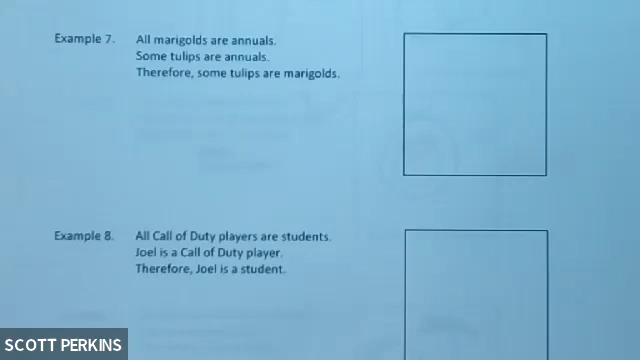 Example 7. All marigolds are annuals.
Some tulips are annuals.
Therefore, some tulips are marigolds.
Example 8. All Call of Duty players are students.
Joel is a Call of Duty player.
Therefore, Joel is a student.
SCOTT PERKINS